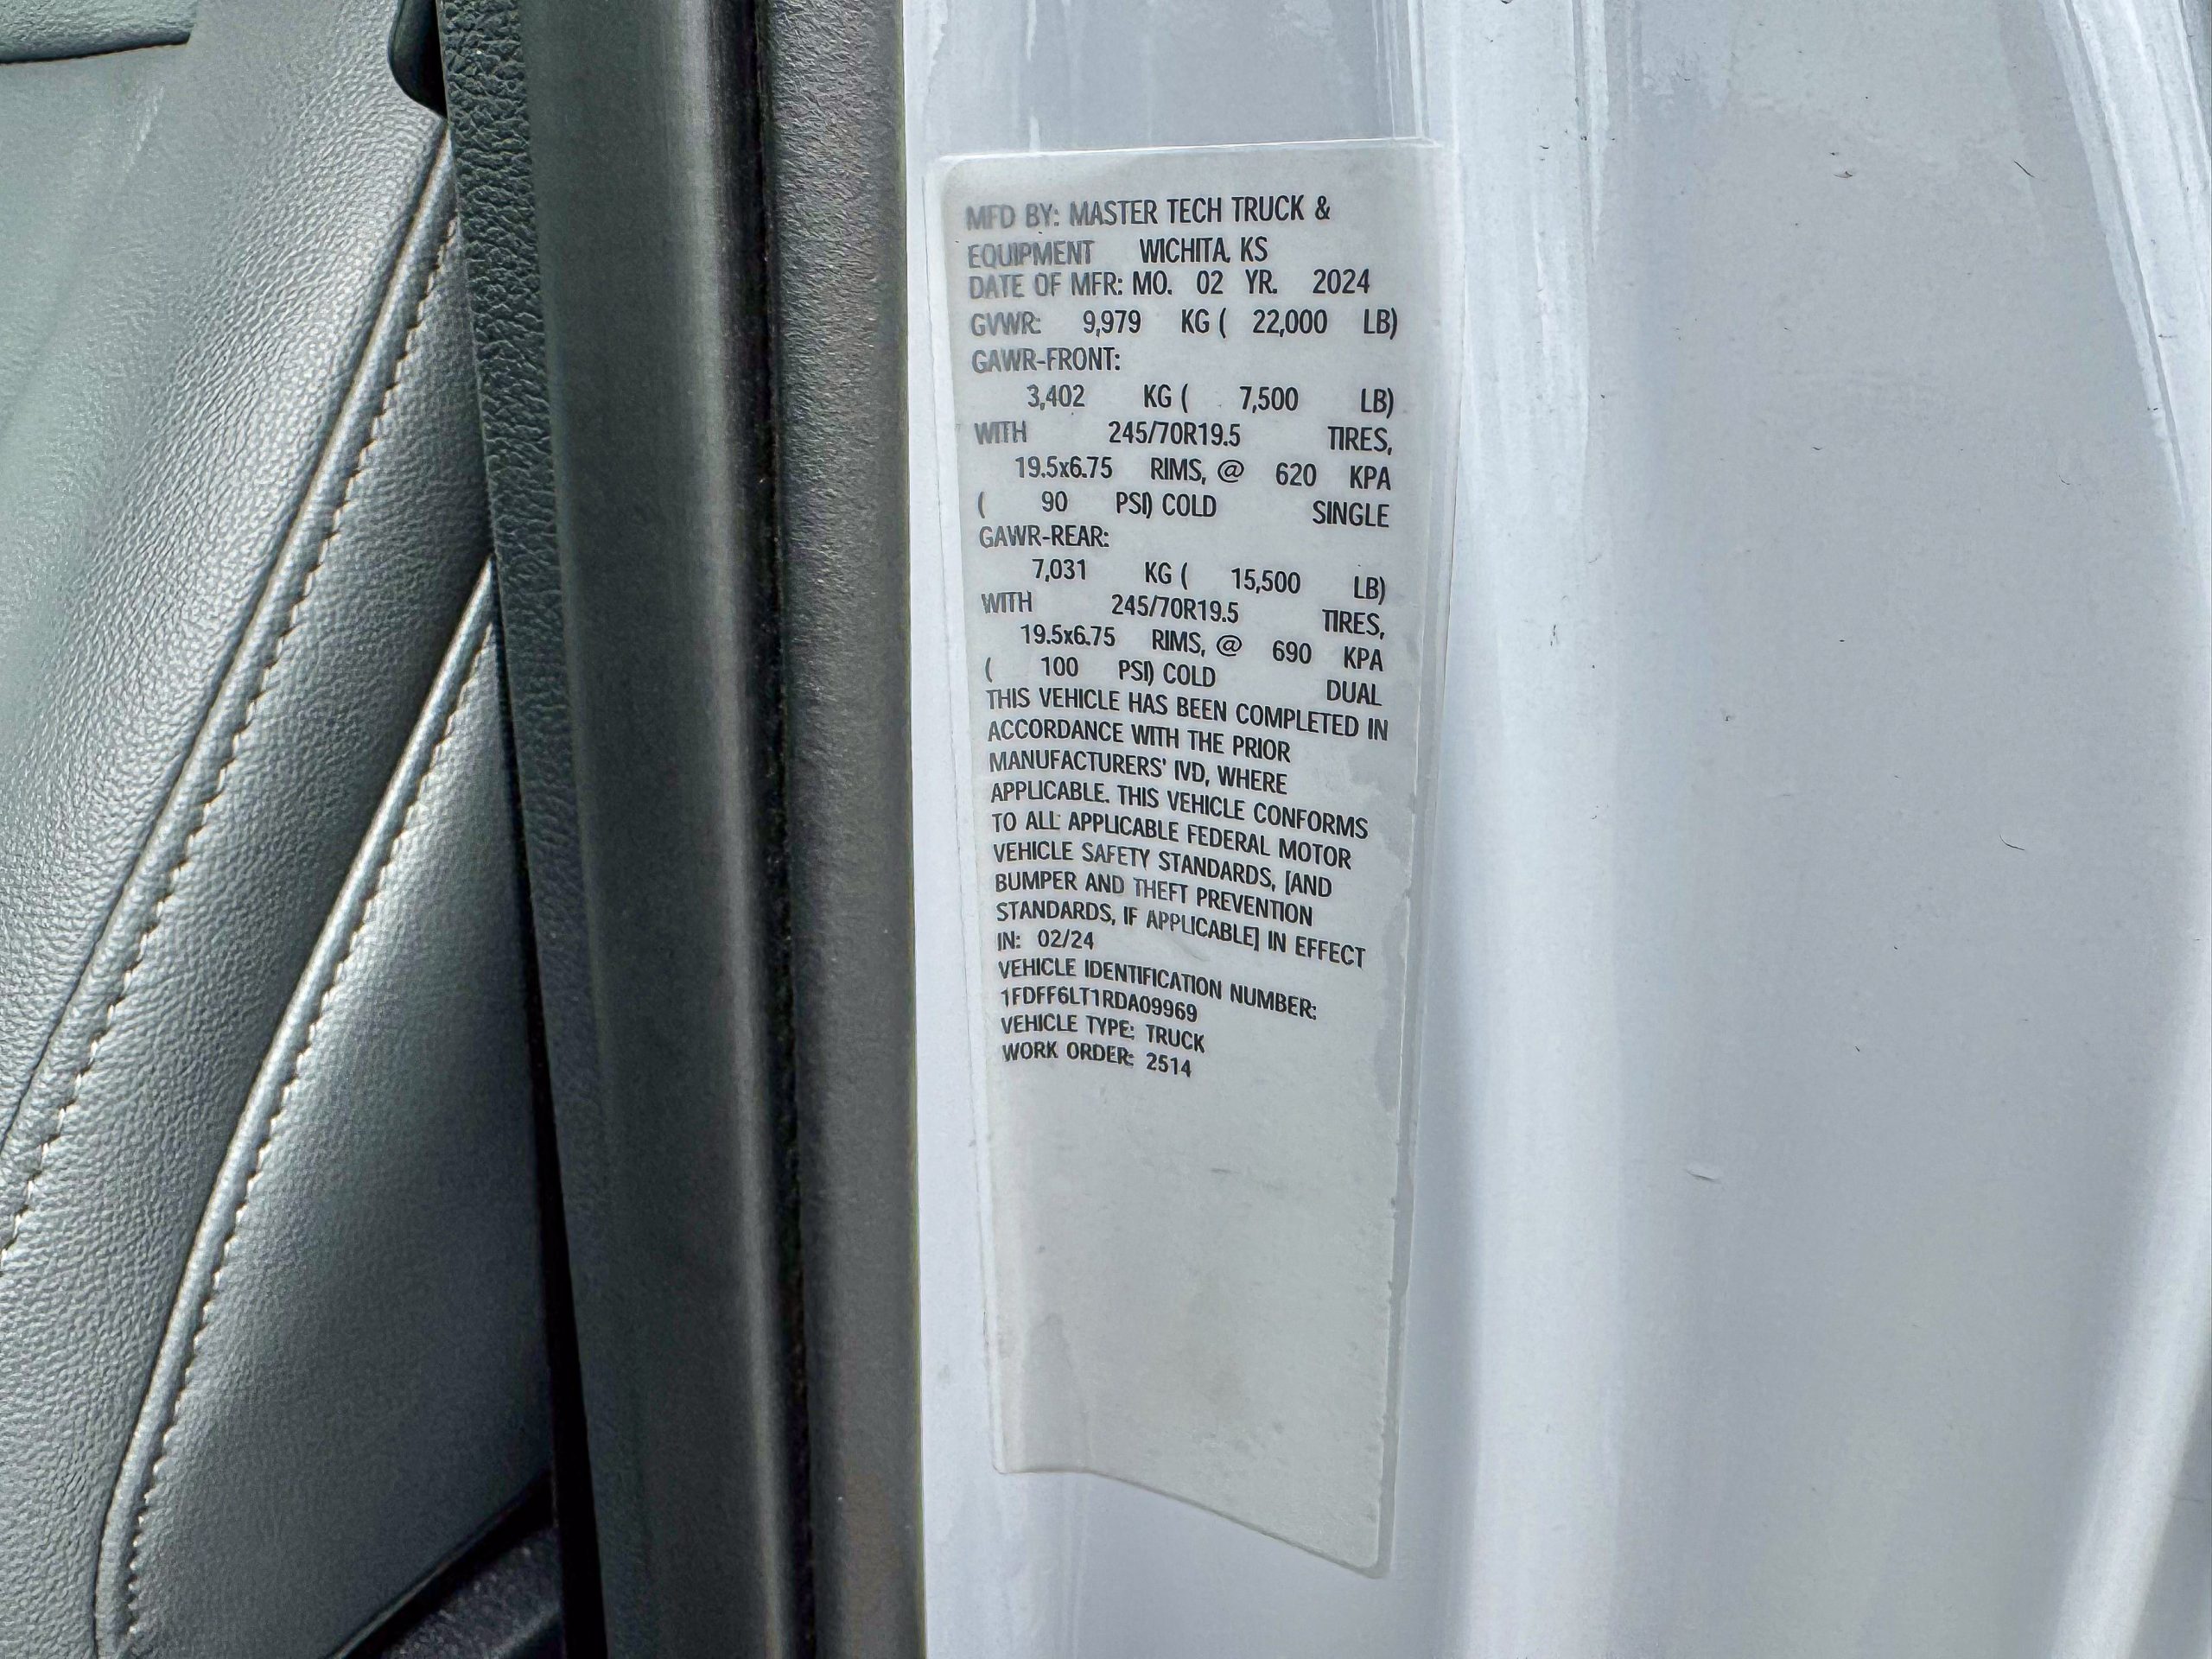 MFD BY: MASTER TECH TRUCK &
EQUIPMENT WICHITA, KS
DATE OF MFR: MO. 02 YR. 2024
GVWR: 9,979 KG ( 22,000 LB)
GAWR-FRONT:
3,402 KG ( 7,500 LB)
WITH 245/70R19.5 TIRES,
19.5x6.75 RIMS, @ 620 KPA
( 90 PSI) COLD SINGLE
GAWR-REAR:
7,031 KG ( 15,500 LB)
WITH 245/70R19.5 TIRES,
19.5x6.75 RIMS, @ 690 KPA
( 100 PSI) COLD DUAL
THIS VEHICLE HAS BEEN COMPLETED IN
ACCORDANCE WITH THE PRIOR
MANUFACTURERS' IVD, WHERE
APPLICABLE. THIS VEHICLE CONFORMS
TO ALL APPLICABLE FEDERAL MOTOR
VEHICLE SAFETY STANDARDS, [AND
BUMPER AND THEFT PREVENTION
STANDARDS, IF APPLICABLE] IN EFFECT
IN: 02/24
VEHICLE IDENTIFICATION NUMBER:
1FDFF6LT1RDA09969
VEHICLE TYPE: TRUCK
WORK ORDER: 2514